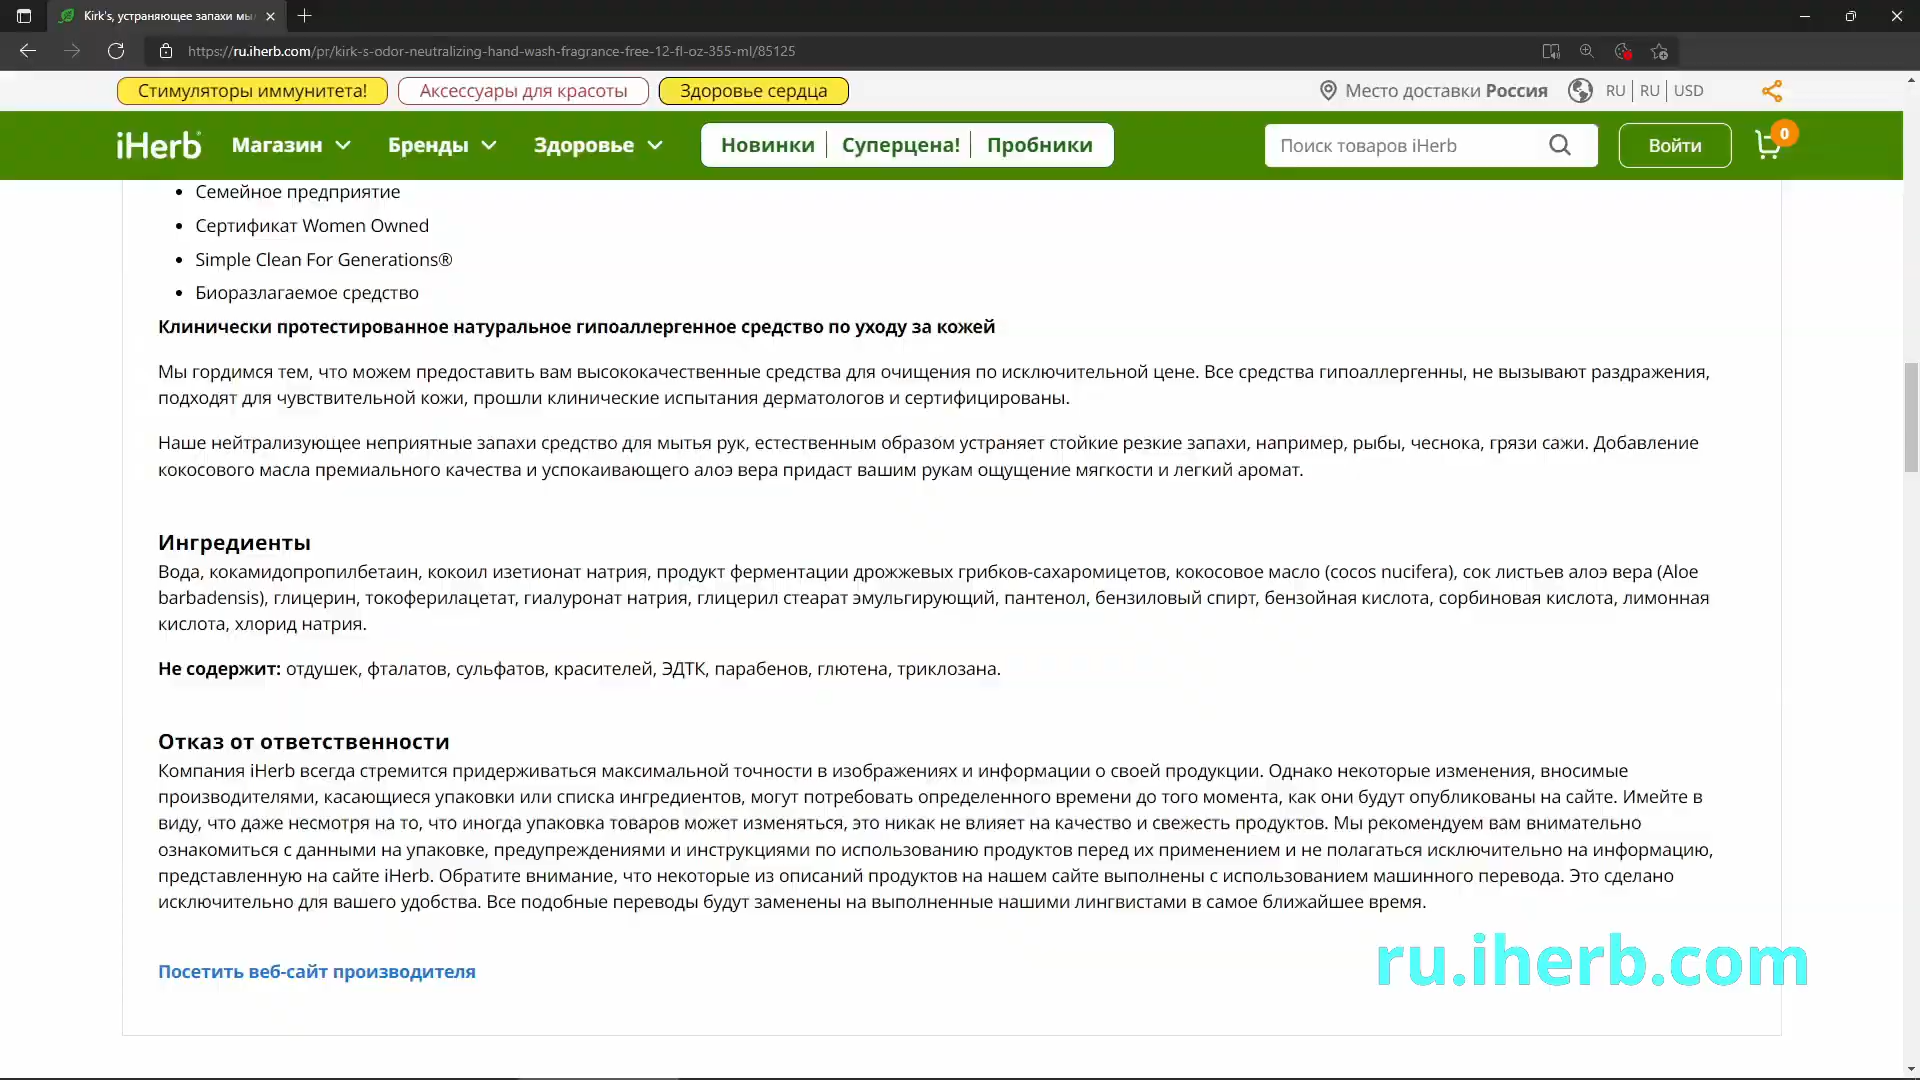 Kirk's, устраняющее запахи мы
https://ru.iherb.com/pr/kirk-s-odor-neutralizing-hand-wash-fragrance-free-12-fl-oz-355-ml/85125
Стимуляторы иммунитета! Аксессуары для красоты Здоровье сердца Место доставки Россия RU RU USD
iHerb Магазин Бренды Здоровье Новинки Суперцена! Пробники Поиск товаров iHerb Войти 0
Семейное предприятие
Сертификат Women Owned
Simple Clean For Generations®
Биоразлагаемое средство
Клинически протестированное натуральное гипоаллергенное средство по уходу за кожей
Мы гордимся тем, что можем предоставить вам высококачественные средства для очищения по исключительной цене. Все средства гипоаллергенны, не вызывают раздражения,
подходят для чувствительной кожи, прошли клинические испытания дерматологов и сертифицированы.
Наше нейтрализующее неприятные запахи средство для мытья рук, естественным образом устраняет стойкие резкие запахи, например, рыбы, чеснока, грязи сажи. Добавление
кокосового масла премиального качества и успокаивающего алоэ вера придаст вашим рукам ощущение мягкости и легкий аромат.
Ингредиенты
Вода, кокамидопропилбетаин, кокоил изетионат натрия, продукт ферментации дрожжевых грибков-сахаромицетов, кокосовое масло (cocos nucifera), сок листьев алоэ вера (Aloe
barbadensis), глицерин, токоферилацетат, гиалуронат натрия, глицерил стеарат эмульгирующий, пантенол, бензиловый спирт, бензойная кислота, сорбиновая кислота, лимонная
кислота, хлорид натрия.
Не содержит: отдушек, фталатов, сульфатов, красителей, ЭДТК, парабенов, глютена, триклозана.
Отказ от ответственности
Компания iHerb всегда стремится придерживаться максимальной точности в изображениях и информации о своей продукции. Однако некоторые изменения, вносимые
производителями, касающиеся упаковки или списка ингредиентов, могут потребовать определенного времени до того момента, как они будут опубликованы на сайте. Имейте в
виду, что даже несмотря на то, что иногда упаковка товаров может изменяться, это никак не влияет на качество и свежесть продуктов. Мы рекомендуем вам внимательно
ознакомиться с данными на упаковке, предупреждениями и инструкциями по использованию продуктов перед их применением и не полагаться исключительно на информацию,
представленную на сайте iHerb. Обратите внимание, что некоторые из описаний продуктов на нашем сайте выполнены с использованием машинного перевода. Это сделано
исключительно для вашего удобства. Все подобные переводы будут заменены на выполненные нашими лингвистами в самое ближайшее время.
ru.iherb.com
Посетить веб-сайт производителя